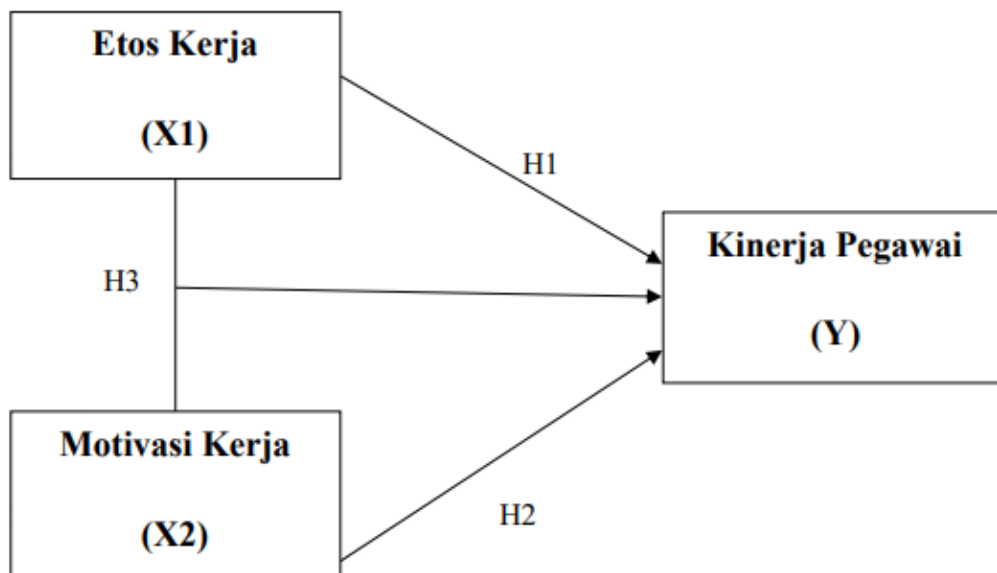 Etos Kerja
(X1)
H1
Kinerja Pegawai
(Y)
H3
Motivasi Kerja
(X2)
H2